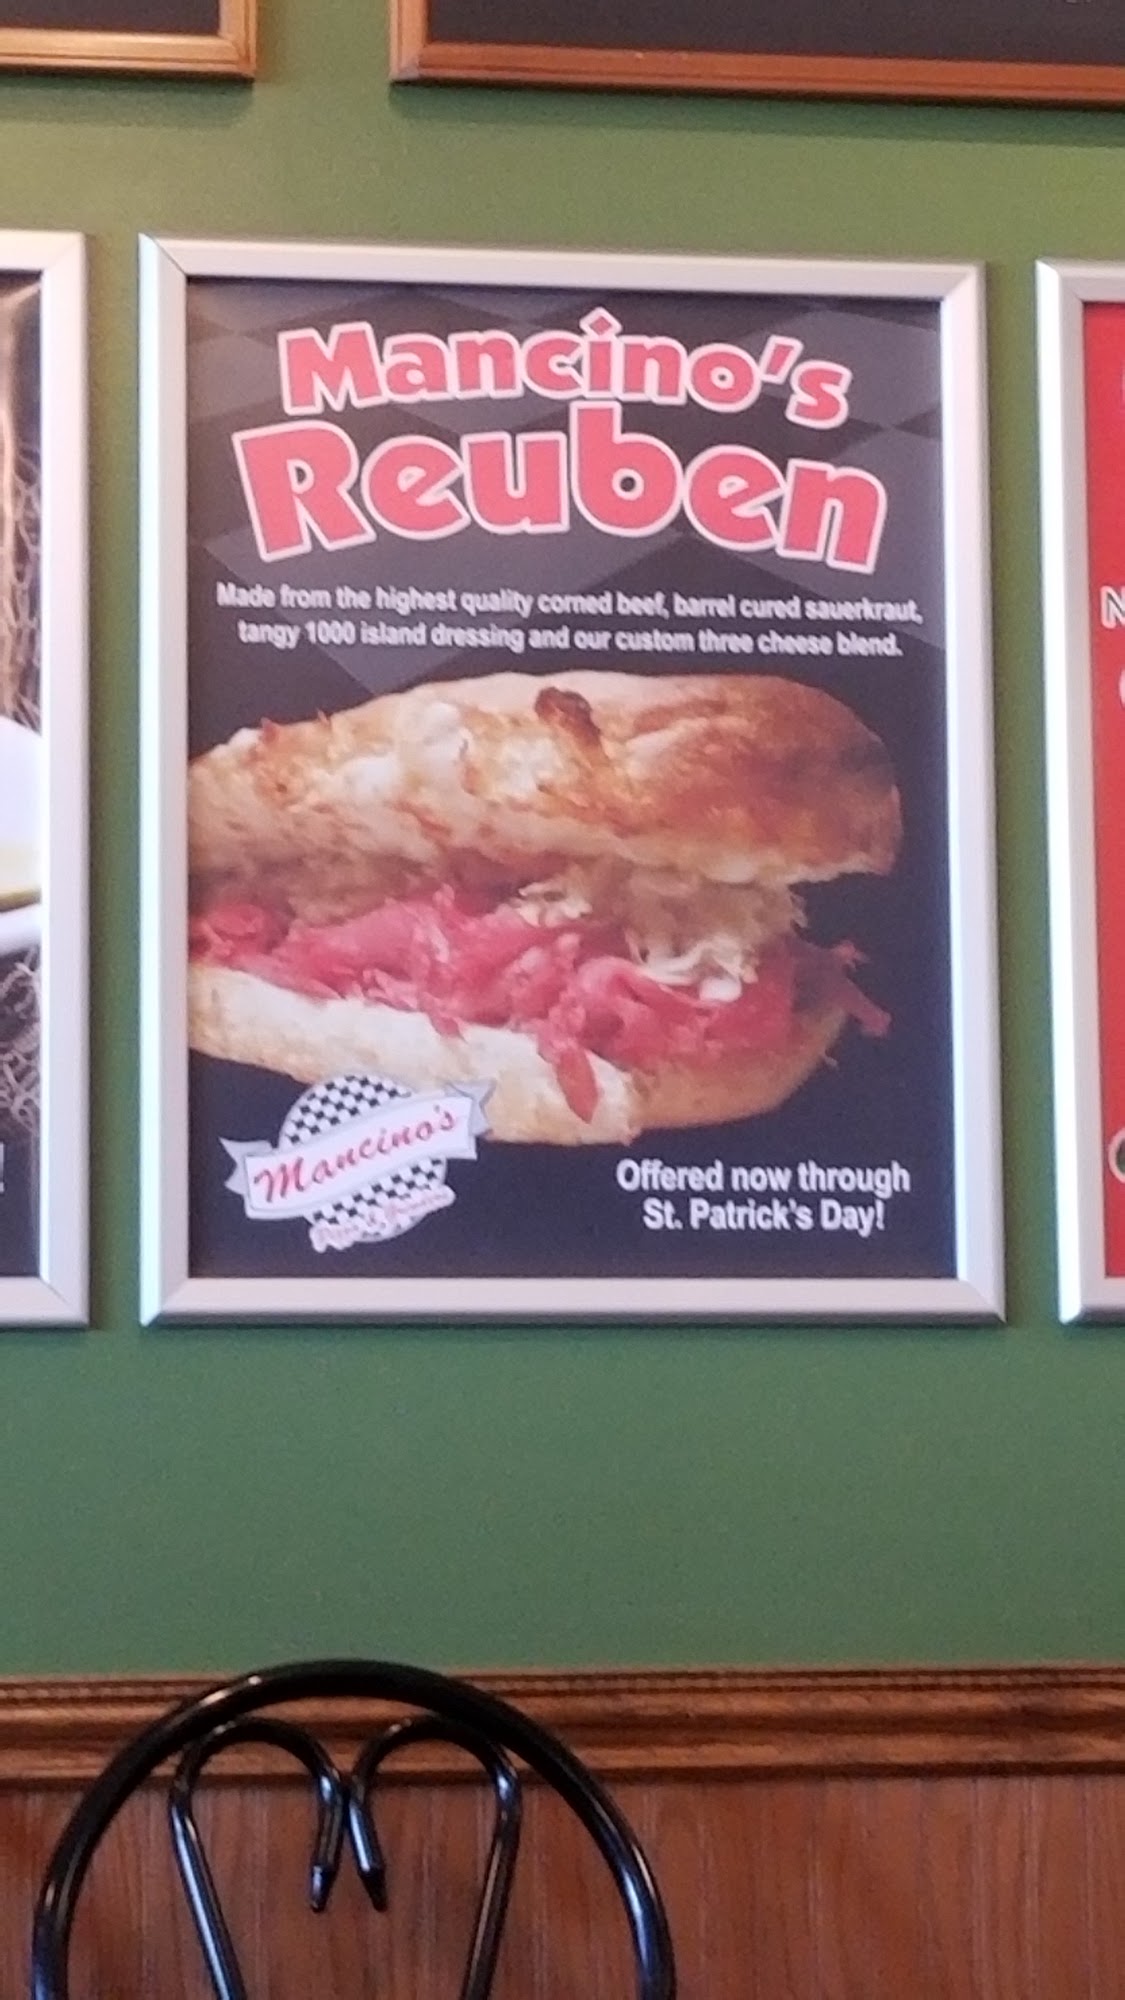 Mancino's
Reuben
Made from the highest quality corned beef, barrel cured sauerkraut,
tangy 1000 island dressing and our custom three cheese blend.
Mancino's
Offered now through
St. Patrick's Day!